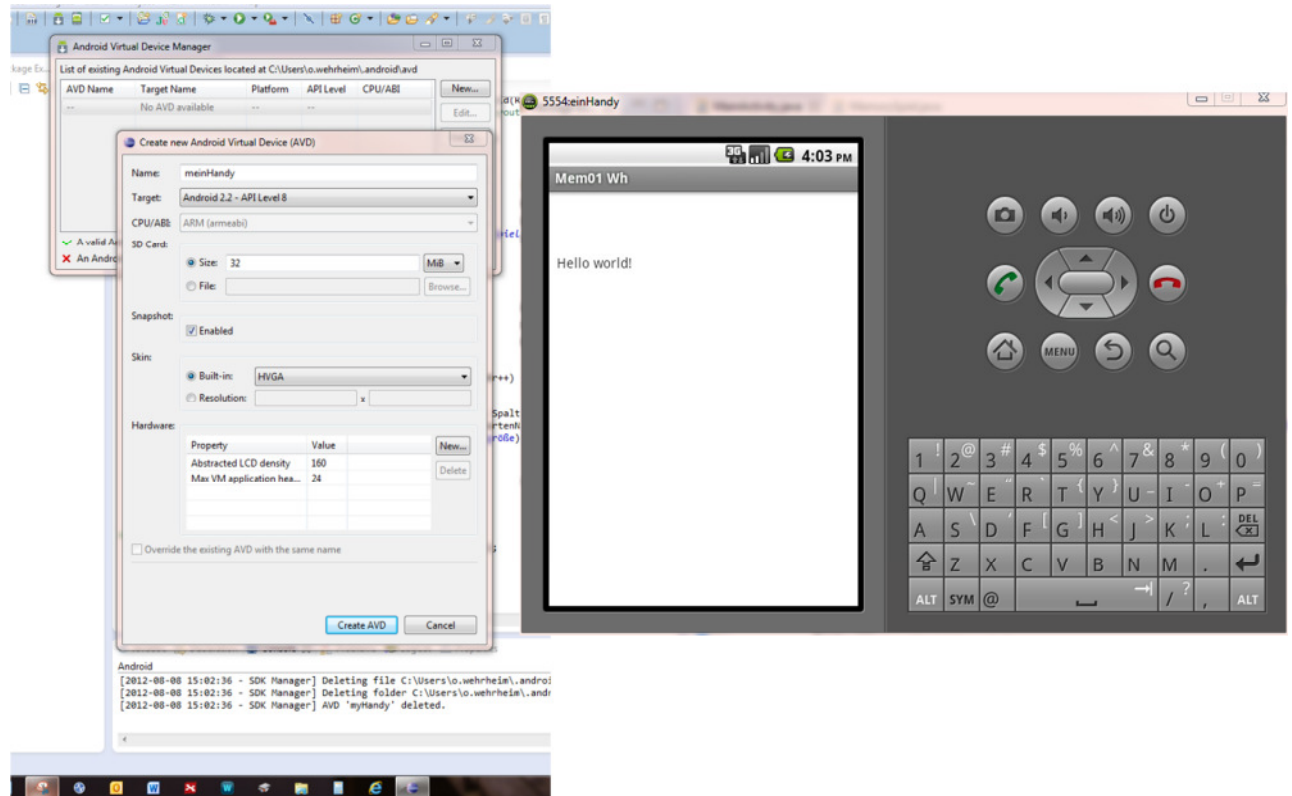 Android Virtual Device Manager
List of existing Android Virtual Devices located at C:\Users\o.wehrheim\.android\avd
AVD Name Target Name Platform API Level CPU/ABI
-- No AVD available -- --
New...
Edit...
A valid
An Andro
Create new Android Virtual Device (AVD)
Name: meinHandy
Target: Android 2.2 - API Level 8
CPU/ABI: ARM (armeabi)
SD Card:
Size: 32 MiB
File: Browse...
Snapshot:
Enabled
Skin:
Built-in: HVGA
Resolution: x
Hardware:
Property Value New...
Abstracted LCD density 160 Delete
Max VM application hea... 24
Override the existing AVD with the same name
Create AVD Cancel
r++)
Spalt
rtenN
röße)
Android
[2012-08-08 15:02:36 - SDK Manager] Deleting file C:\Users\o.wehrheim\.androi
[2012-08-08 15:02:36 - SDK Manager] Deleting folder C:\Users\o.wehrheim\.andr
[2012-08-08 15:02:36 - SDK Manager] AVD 'myHandy' deleted.
5554:einHandy
3G 4:03 PM
Mem01 Wh
Hello world!
MENU
1 ! 2 @ 3 # 4 $ 5 % 6 ^ 7 & 8 * 9 ( 0 )
Q | W ~ E " R ` T { Y } U - I O + P =
A S \ D ' F [ G ] H < J > K ; L : DEL
Z X C V B N M .
ALT SYM @ / ? , ALT